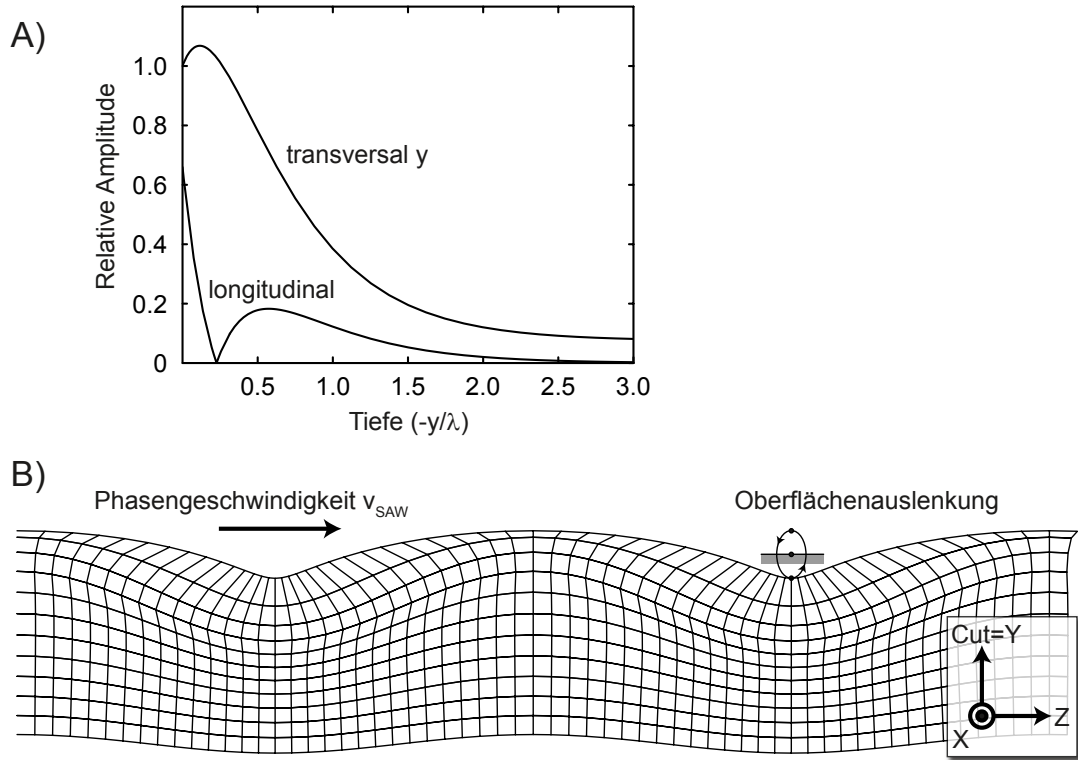 A)
Relative Amplitude
1.0
0.8
0.6
0.4
0.2
0
transversal y
longitudinal
0.5 1.0 1.5 2.0 2.5 3.0
Tiefe (-y/λ)
B)
Phasengeschwindigkeit v_SAW
Oberflächenauslenkung
Cut=Y
Z
X